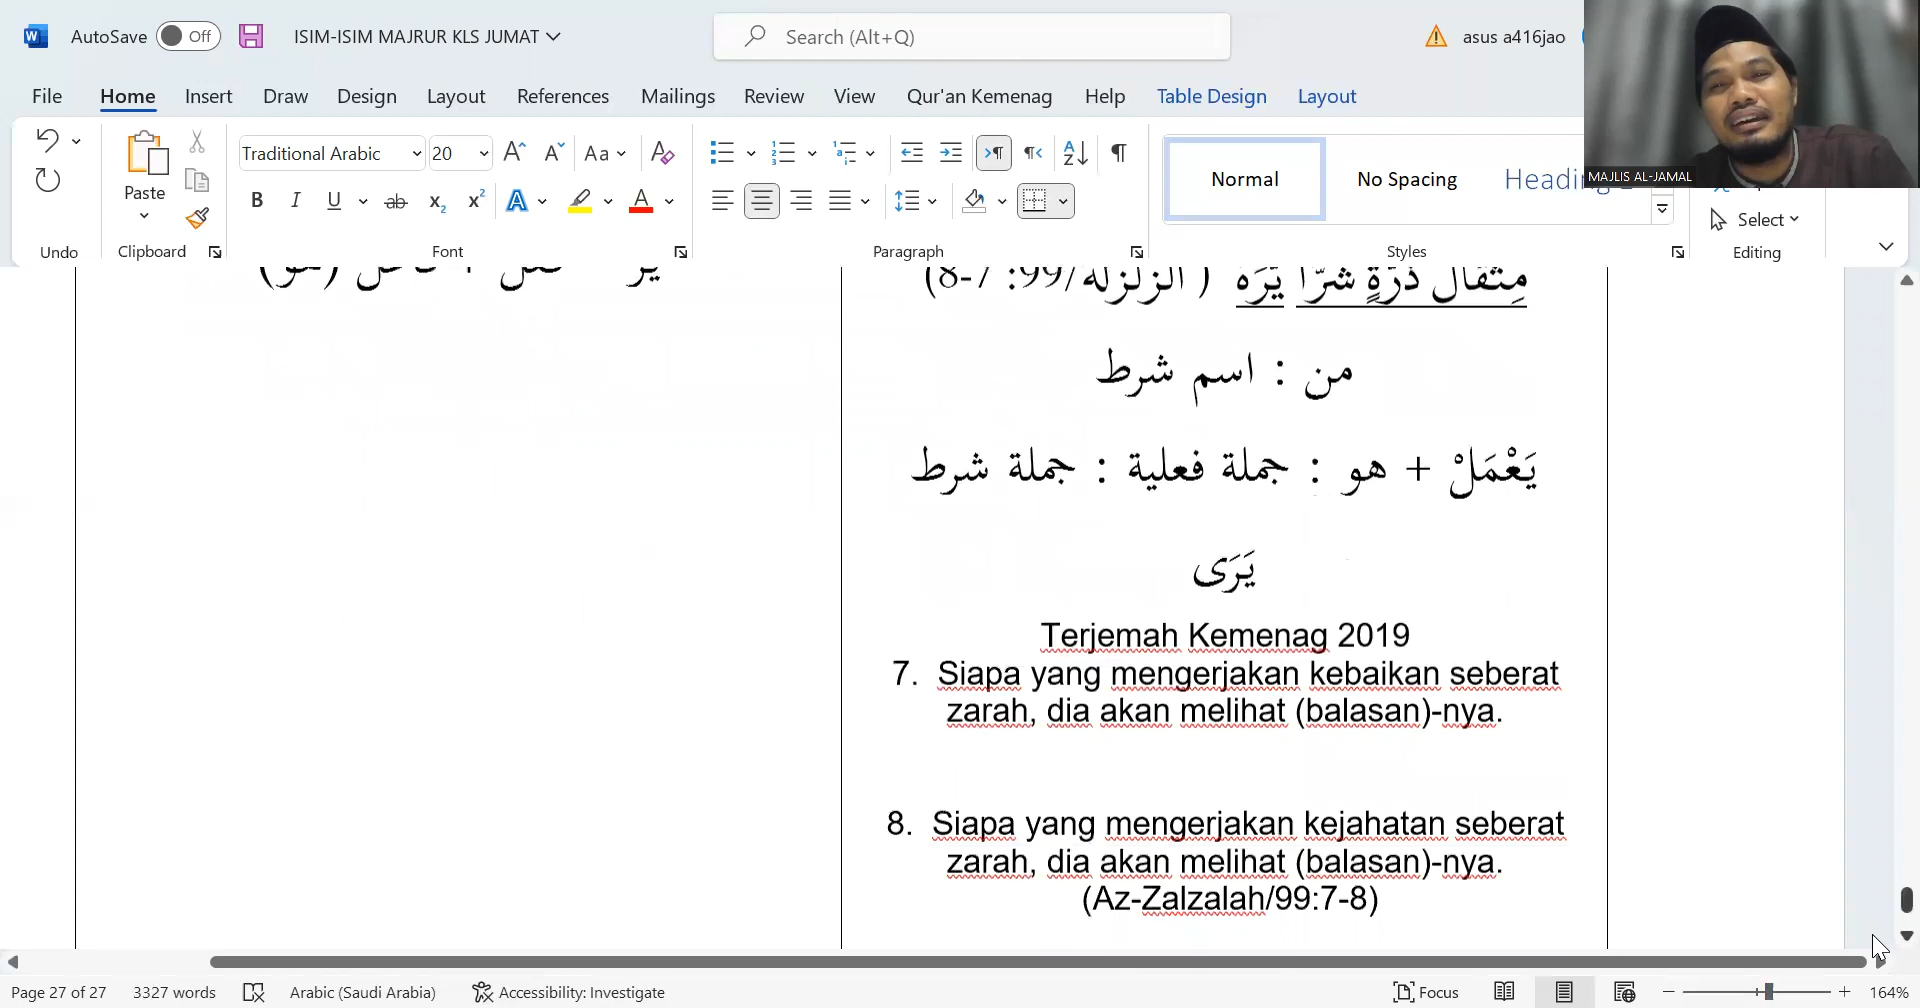 AutoSave Off ISIM-ISIM MAJRUR KLS JUMAT Search (Alt+Q) asus a416jao
File Home Insert Draw Design Layout References Mailings Review View Qur'an Kemenag Help Table Design Layout
MAJLIS AL-JAMAL
Traditional Arabic 20 Aa
Paste
Normal No Spacing Heading
Select
Undo Clipboard Font Paragraph Styles Editing
مِثْقَالَ ذَرَّةٍ شَرًّا يَّرَهٗ ( الزلزلة/99: 7-8)
من : اسم شرط
يَعْمَلْ + هو : جملة فعلية : جملة شرط
يَرَى
Terjemah Kemenag 2019
7. Siapa yang mengerjakan kebaikan seberat
zarah, dia akan melihat (balasan)-nya.
8. Siapa yang mengerjakan kejahatan seberat
zarah, dia akan melihat (balasan)-nya.
(Az-Zalzalah/99:7-8)
Page 27 of 27 3327 words Arabic (Saudi Arabia) Accessibility: Investigate Focus 164%